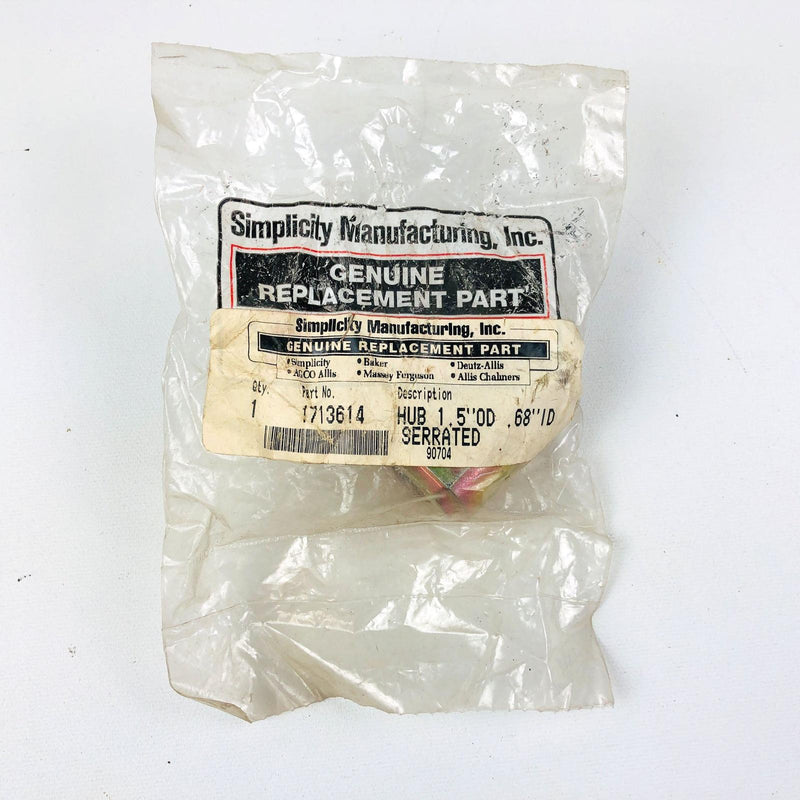 Simplicity Manufacturing, Inc.
GENUINE
REPLACEMENT PART
Simplicity Manufacturing, Inc.
GENUINE REPLACEMENT PART
•Simplicity •Baker •Deutz-Allis
•AGCO Allis •Massey Ferguson •Allis Chalmers
Qty. Part No. Description
1 1713614 HUB 1.5"OD .68"ID
SERRATED
90704